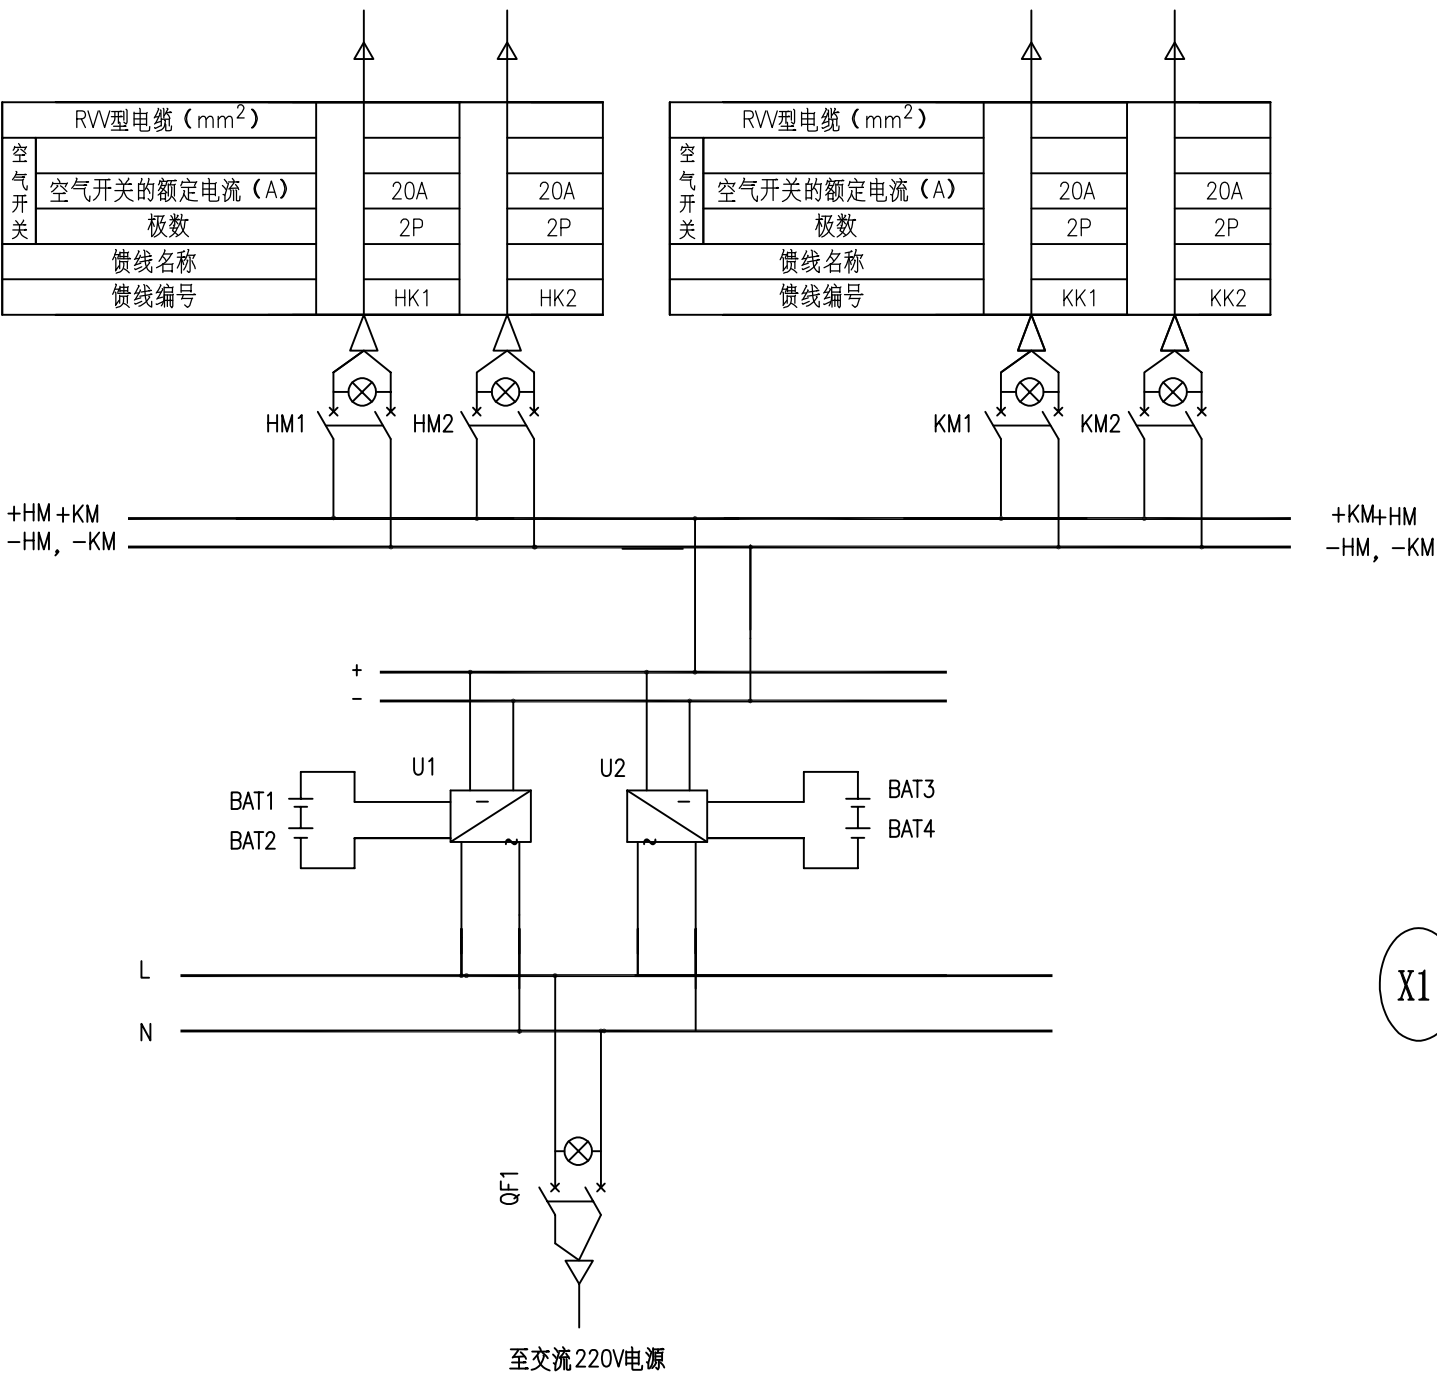 RVV型电缆（mm²）
空气开关
空气开关的额定电流（A） 20A 20A
极数 2P 2P
馈线名称
馈线编号 HK1 HK2
RVV型电缆（mm²）
空气开关
空气开关的额定电流（A） 20A 20A
极数 2P 2P
馈线名称
馈线编号 KK1 KK2
HM1 HM2 KM1 KM2
+HM +KM +KM+HM
-HM, -KM -HM, -KM
+
-
U1 U2
BAT1 BAT3
BAT2 BAT4
L
X1
N
QF1
至交流220V电源